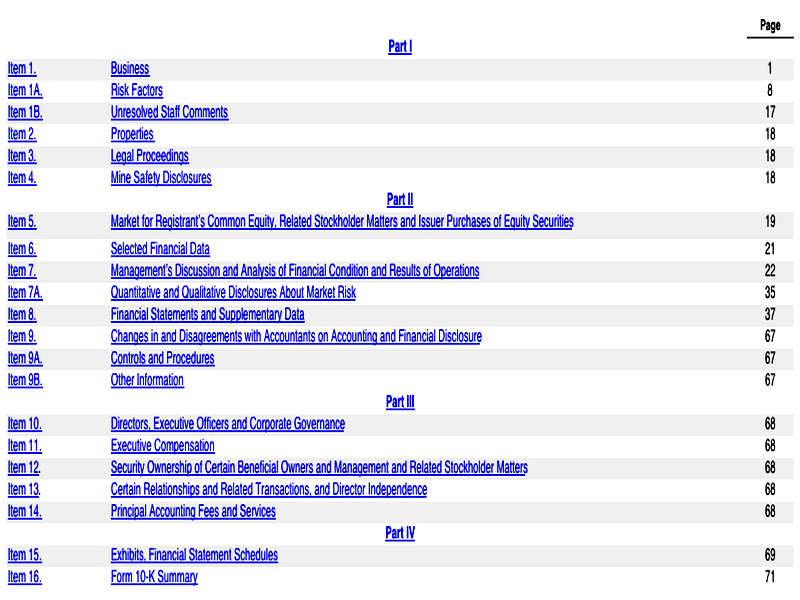 Page
Part I
Item 1. Business 1
Item 1A. Risk Factors 8
Item 1B. Unresolved Staff Comments 17
Item 2. Properties 18
Item 3. Legal Proceedings 18
Item 4. Mine Safety Disclosures 18
Part II
Item 5. Market for Registrant's Common Equity, Related Stockholder Matters and Issuer Purchases of Equity Securities 19
Item 6. Selected Financial Data 21
Item 7. Management's Discussion and Analysis of Financial Condition and Results of Operations 22
Item 7A. Quantitative and Qualitative Disclosures About Market Risk 35
Item 8. Financial Statements and Supplementary Data 37
Item 9. Changes in and Disagreements with Accountants on Accounting and Financial Disclosure 67
Item 9A. Controls and Procedures 67
Item 9B. Other Information 67
Part III
Item 10. Directors, Executive Officers and Corporate Governance 68
Item 11. Executive Compensation 68
Item 12. Security Ownership of Certain Beneficial Owners and Management and Related Stockholder Matters 68
Item 13. Certain Relationships and Related Transactions, and Director Independence 68
Item 14. Principal Accounting Fees and Services 68
Part IV
Item 15. Exhibits, Financial Statement Schedules 69
Item 16. Form 10-K Summary 71